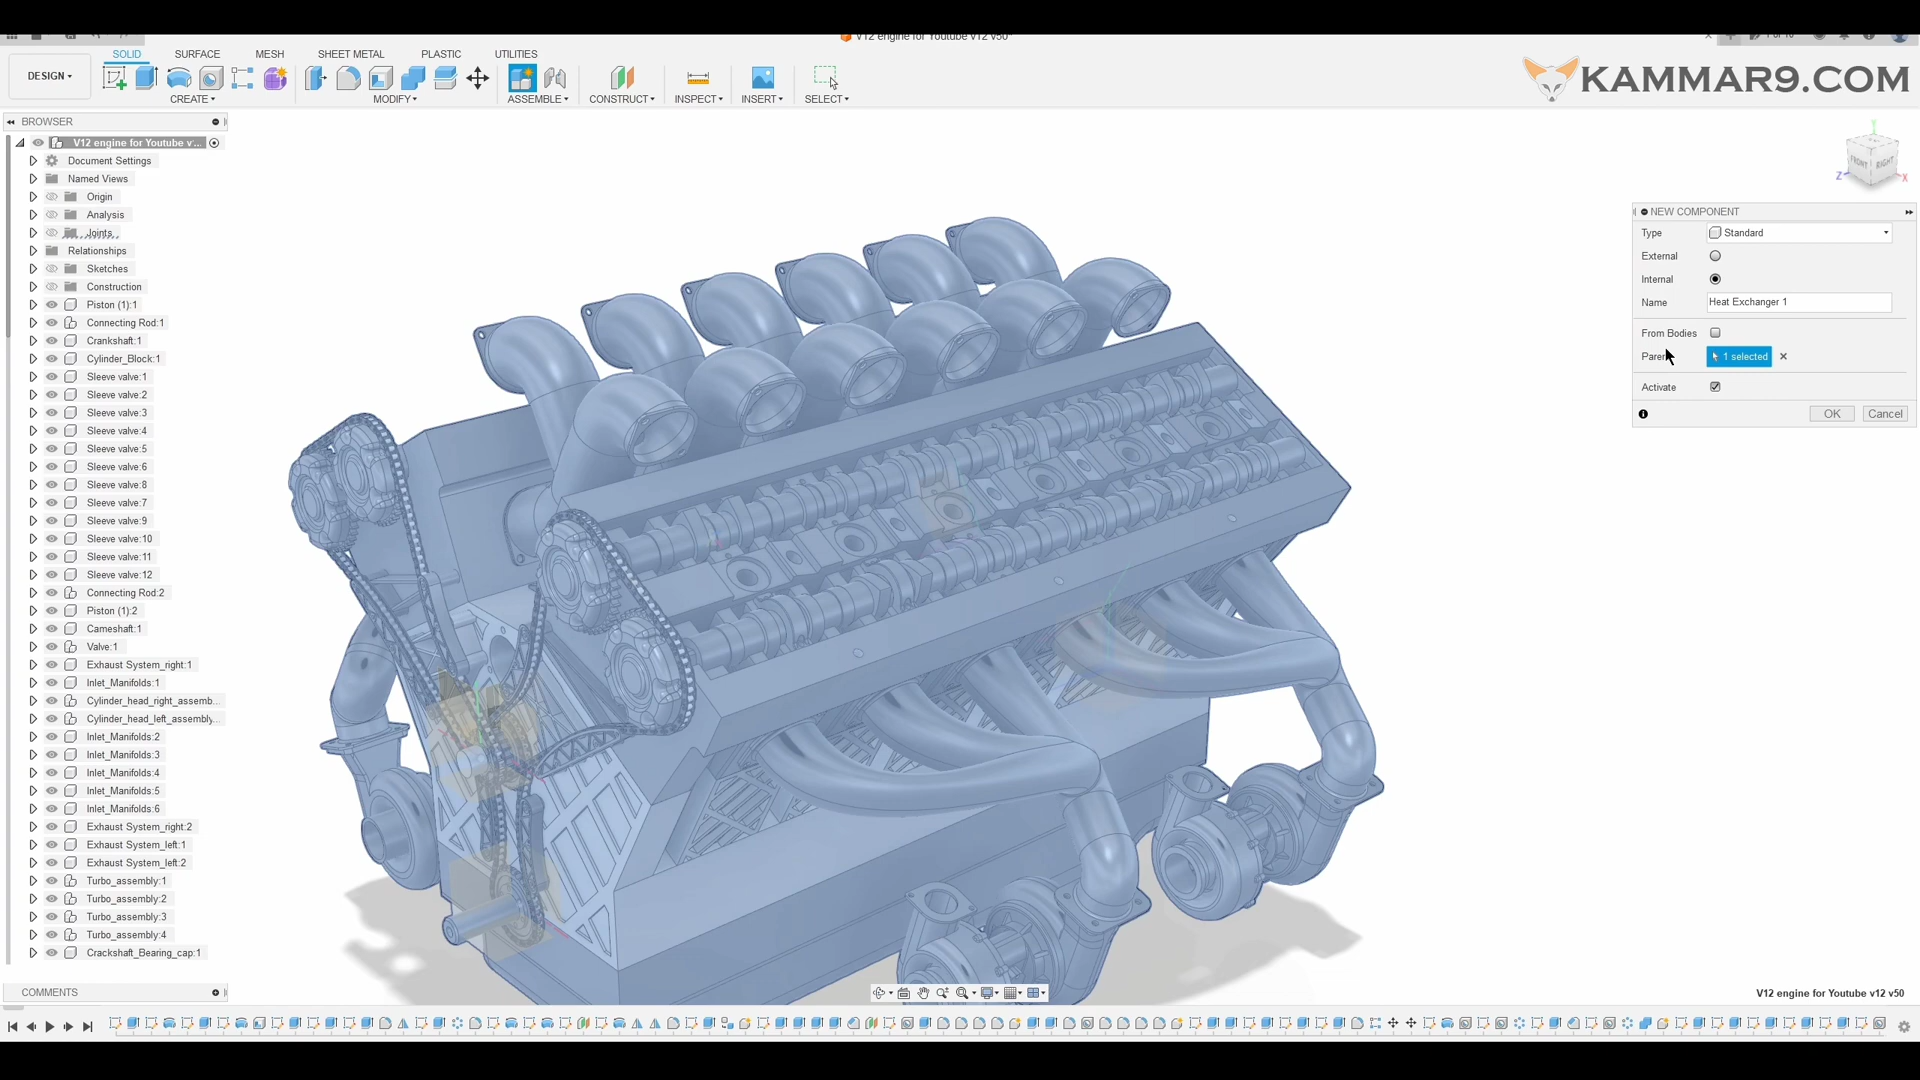 V12 engine for Youtube V12 v50*
1 of 10
SOLID SURFACE MESH SHEET METAL PLASTIC UTILITIES
DESIGN
CREATE MODIFY ASSEMBLE CONSTRUCT INSPECT INSERT SELECT
KAMMAR9.COM
BROWSER
V12 engine for Youtube v...
Document Settings
Named Views
Origin
Analysis
Joints
Relationships
Sketches
Construction
Piston (1):1
Connecting Rod:1
Crankshaft:1
Cylinder_Block:1
Sleeve valve:1
Sleeve valve:2
Sleeve valve:3
Sleeve valve:4
Sleeve valve:5
Sleeve valve:6
Sleeve valve:8
Sleeve valve:7
Sleeve valve:9
Sleeve valve:10
Sleeve valve:11
Sleeve valve:12
Connecting Rod:2
Piston (1):2
Cameshaft:1
Valve:1
Exhaust System_right:1
Inlet_Manifolds:1
Cylinder_head_right_assemb...
Cylinder_head_left_assembly...
Inlet_Manifolds:2
Inlet_Manifolds:3
Inlet_Manifolds:4
Inlet_Manifolds:5
Inlet_Manifolds:6
Exhaust System_right:2
Exhaust System_left:1
Exhaust System_left:2
Turbo_assembly:1
Turbo_assembly:2
Turbo_assembly:3
Turbo_assembly:4
Crackshaft_Bearing_cap:1
COMMENTS
FRONT RIGHT
Z X
NEW COMPONENT
Type Standard
External
Internal
Name Heat Exchanger 1
From Bodies
Paren 1 selected
Activate
OK Cancel
V12 engine for Youtube V12 v50